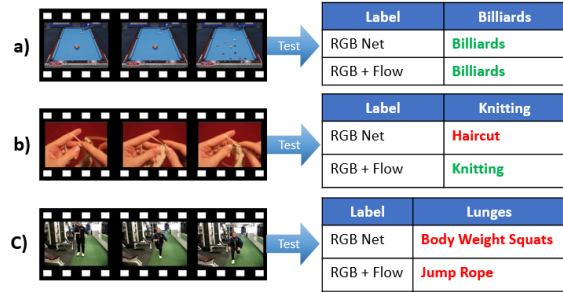 a)
Test
Label Billiards
RGB Net Billiards
RGB + Flow Billiards
b)
Test
Label Knitting
RGB Net Haircut
RGB + Flow Knitting
C)
Test
Label Lunges
RGB Net Body Weight Squats
RGB + Flow Jump Rope